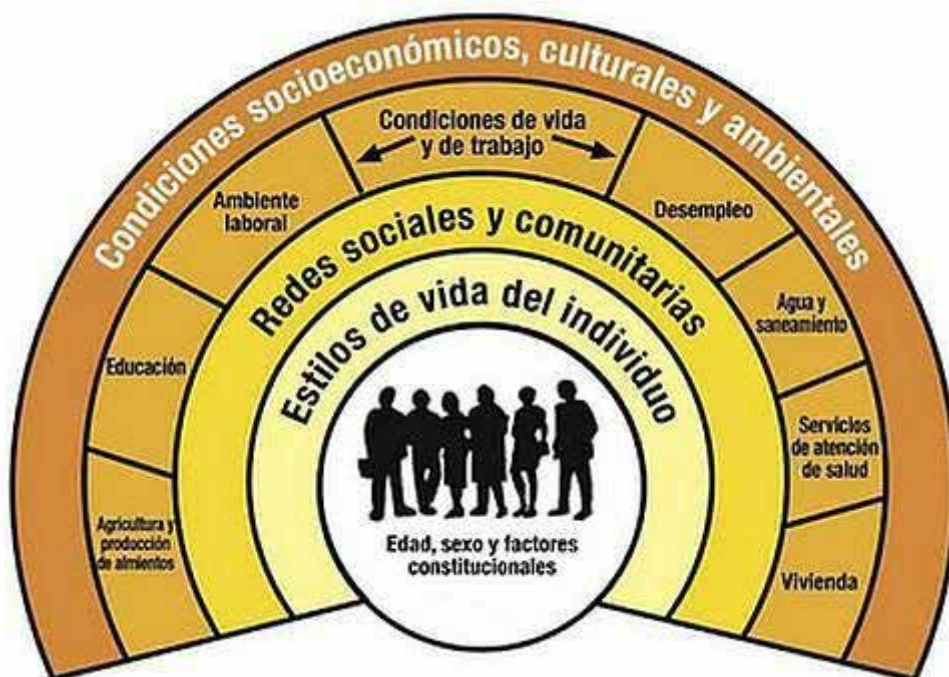 Condiciones socioeconómicos, culturales y ambientales
Condiciones de vida
y de trabajo
Ambiente
laboral
Desempleo
Educación
Agua y
saneamiento
Agricultura y
producción
de almientos
Servicios
de atención
de salud
Vivienda
Redes sociales y comunitarias
Estilos de vida del individuo
Edad, sexo y factores
constitucionales